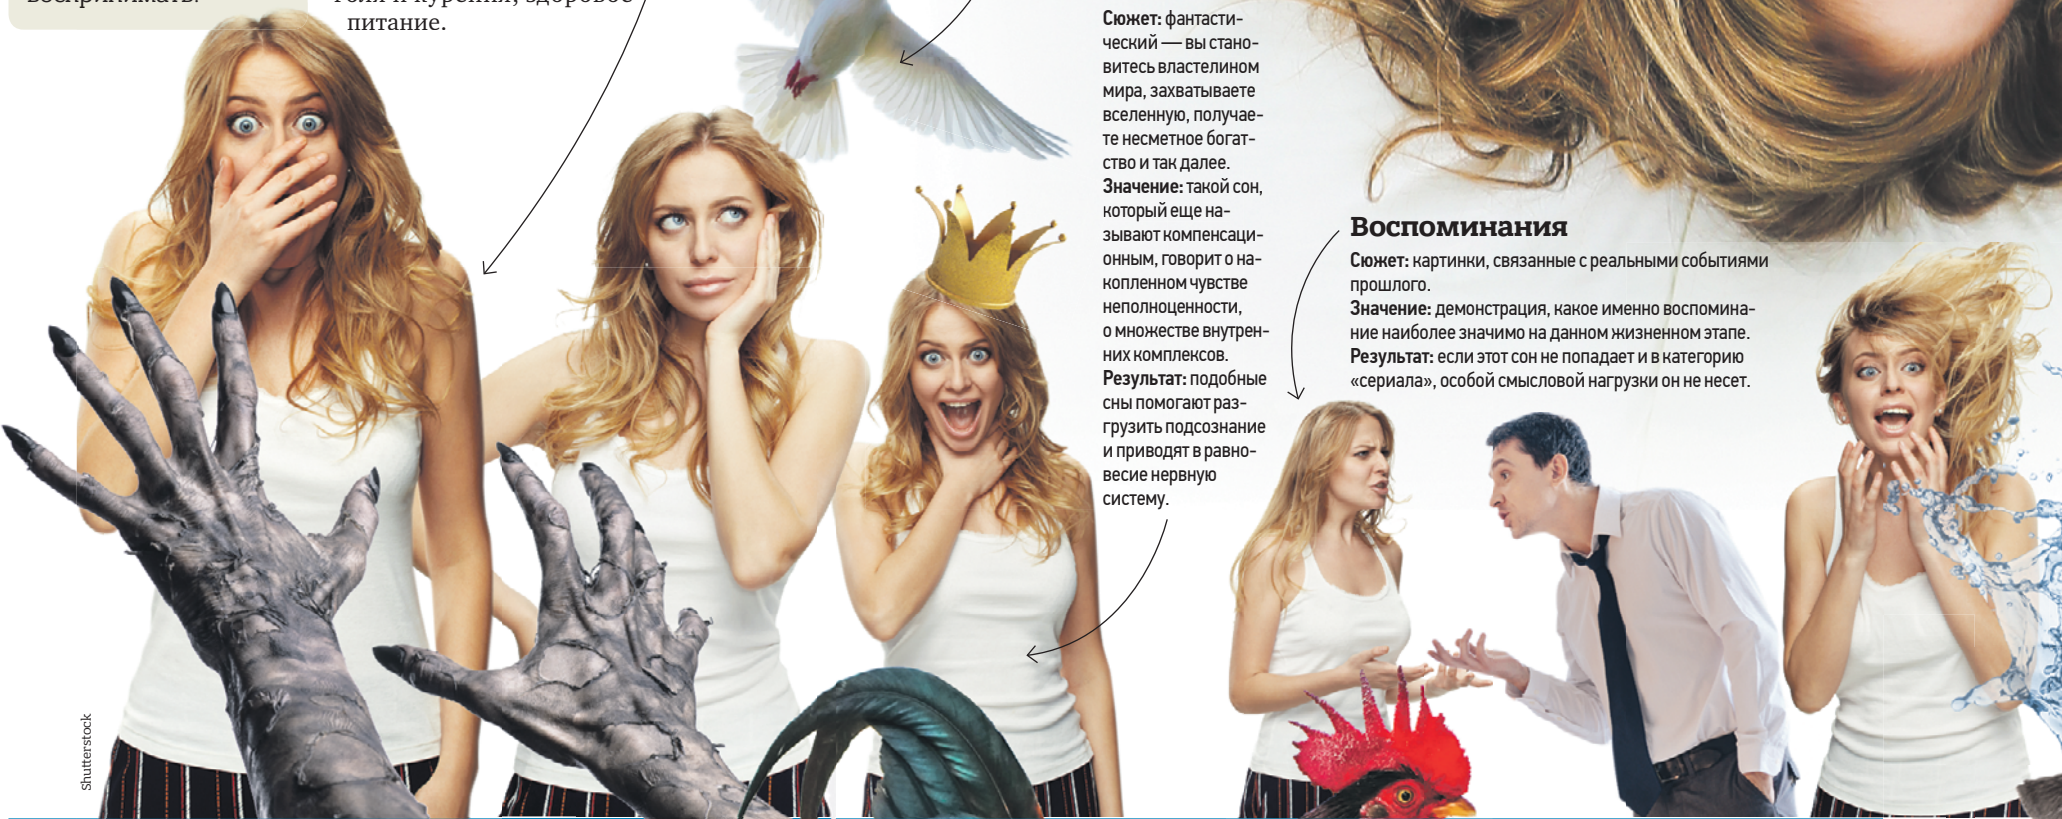 питание.
Сюжет: фантасти-
ческий — вы стано-
витесь властелином
мира, захватываете
вселенную, получае-
те несметное богат-
ство и так далее.
Значение: такой сон,
который еще на-
зывают компенсаци-
онным, говорит о на-
копленном чувстве
неполноценности,
о множестве внутрен-
них комплексов.
Результат: подобные
сны помогают раз-
грузить подсознание
и приводят в равно-
весие нервную
систему.
Воспоминания
Сюжет: картинки, связанные с реальными событиями
прошлого.
Значение: демонстрация, какое именно воспомина-
ние наиболее значимо на данном жизненном этапе.
Результат: если этот сон не попадает и в категорию
«сериала», особой смысловой нагрузки он не несет.
Shutterstock